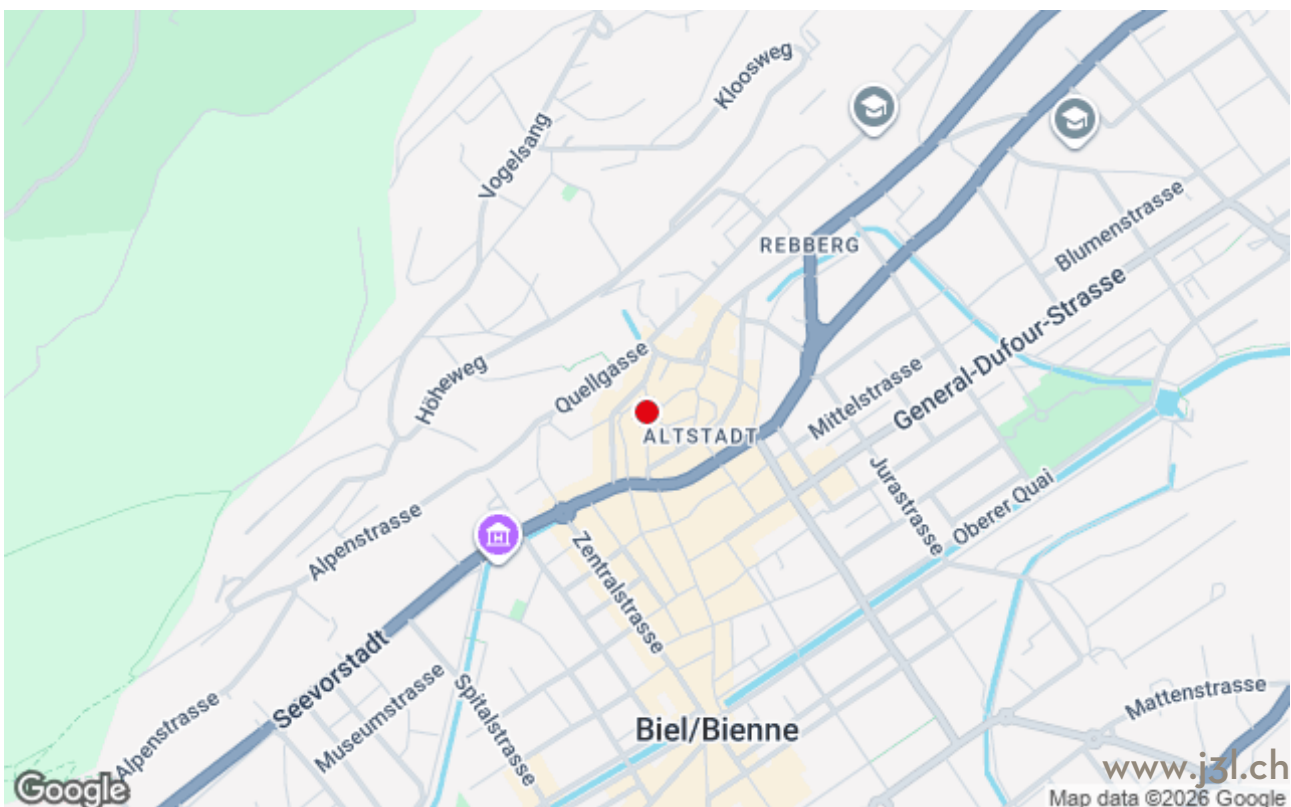 Kloosweg
Vogelsang
REBBERG
Blumenstrasse
General-Dufour-Strasse
Höheweg
Quellgasse
Mittelstrasse
ALTSTADT
Jurastrasse
Oberer Quai
Alpenstrasse
Zentralstrasse
Seevorstadt
Museumstrasse
Spitalstrasse
Alpenstrasse
Mattenstrasse
Biel/Bienne
H
www.j3l.ch
Google
Map data ©2026 Google